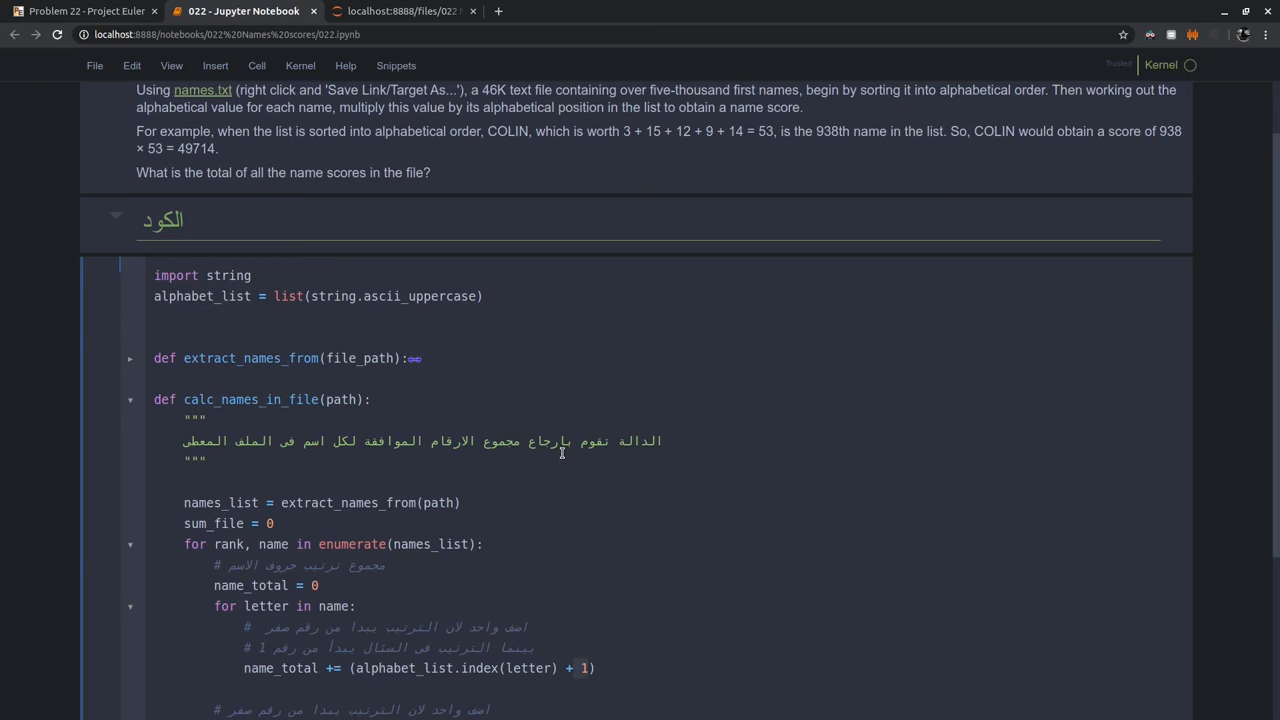 Problem 22 - Project Euler
022 - Jupyter Notebook
localhost:8888/files/022
localhost:8888/notebooks/022%20Names%20scores/022.ipynb
File Edit View Insert Cell Kernel Help Snippets
Trusted
Kernel
Using names.txt (right click and 'Save Link/Target As...'), a 46K text file containing over five-thousand first names, begin by sorting it into alphabetical order. Then working out the
alphabetical value for each name, multiply this value by its alphabetical position in the list to obtain a name score.
For example, when the list is sorted into alphabetical order, COLIN, which is worth 3 + 15 + 12 + 9 + 14 = 53, is the 938th name in the list. So, COLIN would obtain a score of 938
× 53 = 49714.
What is the total of all the name scores in the file?
الكود
import string
alphabet_list = list(string.ascii_uppercase)
def extract_names_from(file_path):
def calc_names_in_file(path):
"""
الدالة تقوم بإرجاع مجموع الارقام الموافقة لكل اسم فى الملف المعطى
"""
names_list = extract_names_from(path)
sum_file = 0
for rank, name in enumerate(names_list):
# مجموع ترتيب حروف الاسم
name_total = 0
for letter in name:
# اضف واحد لان الترتيب يبدا من رقم صفر
# بينما الترتيب فى السئال يبدأ من رقم 1
name_total += (alphabet_list.index(letter) + 1)
# اضف واحد لان الترتيب يبدا من رقم صفر